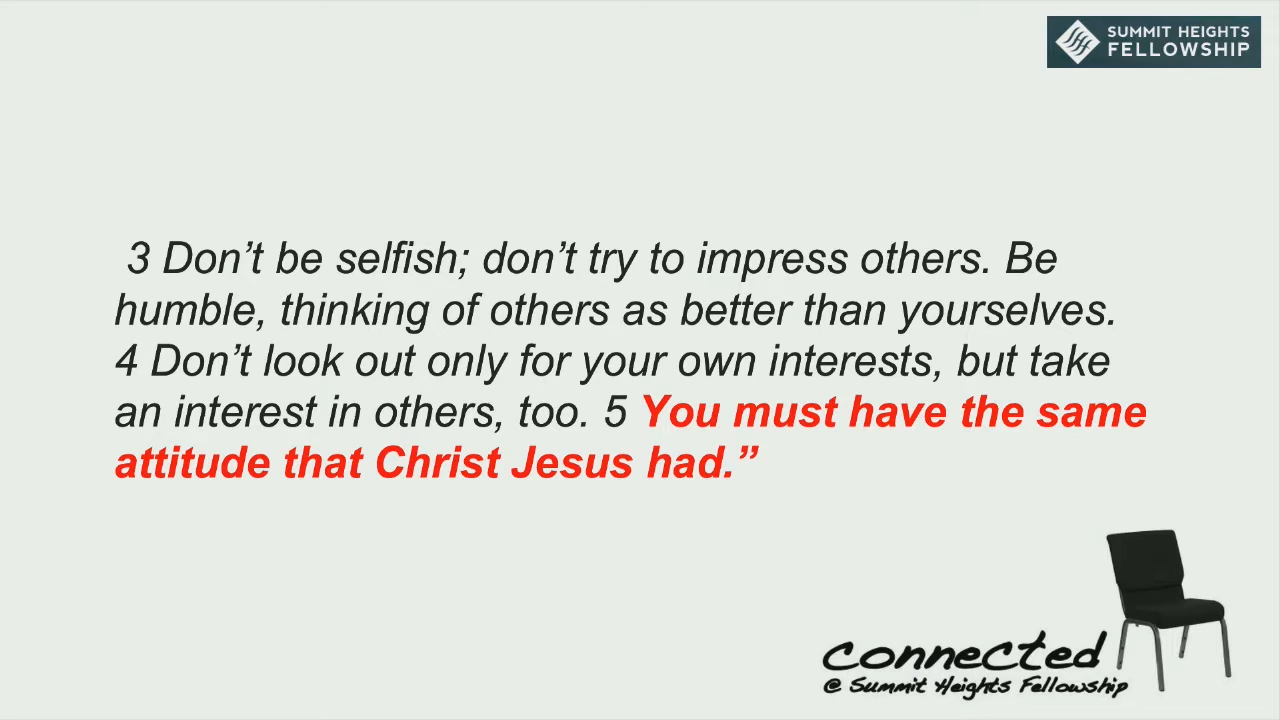 SUMMIT HEIGHTS
FELLOWSHIP
3 Don’t be selfish; don’t try to impress others. Be
humble, thinking of others as better than yourselves.
4 Don’t look out only for your own interests, but take
an interest in others, too. 5 You must have the same
attitude that Christ Jesus had.”
connected
@ Summit Heights Fellowship